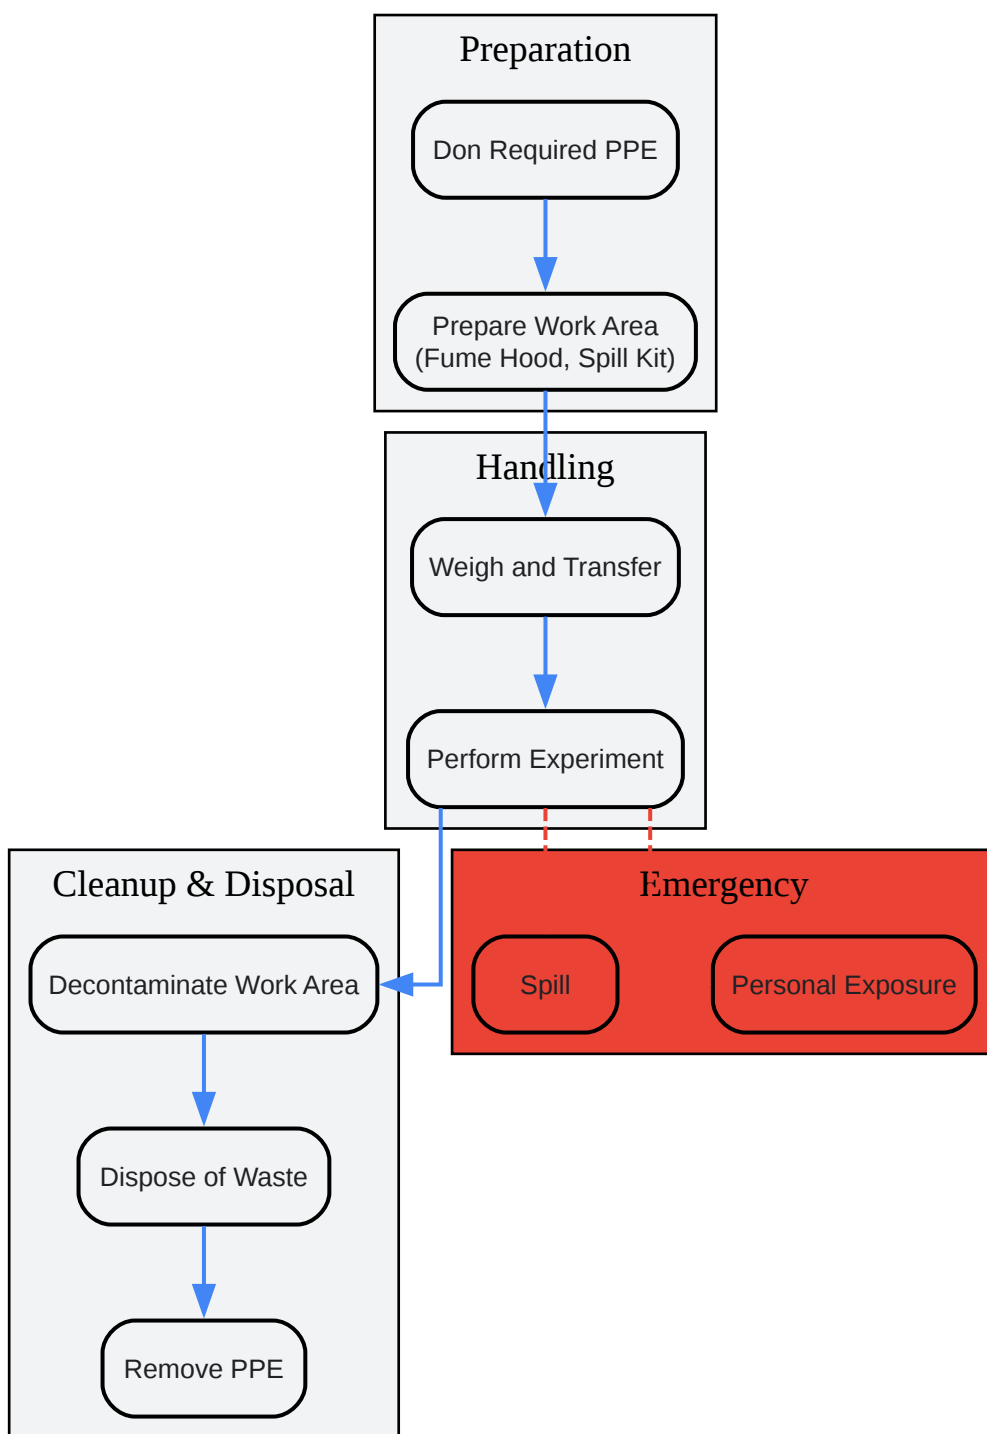 Preparation
Don Required PPE
Prepare Work Area
(Fume Hood, Spill Kit)
Handling
Weigh and Transfer
Perform Experiment
Cleanup & Disposal
Decontaminate Work Area
Dispose of Waste
Remove PPE
Emergency
Spill
Personal Exposure